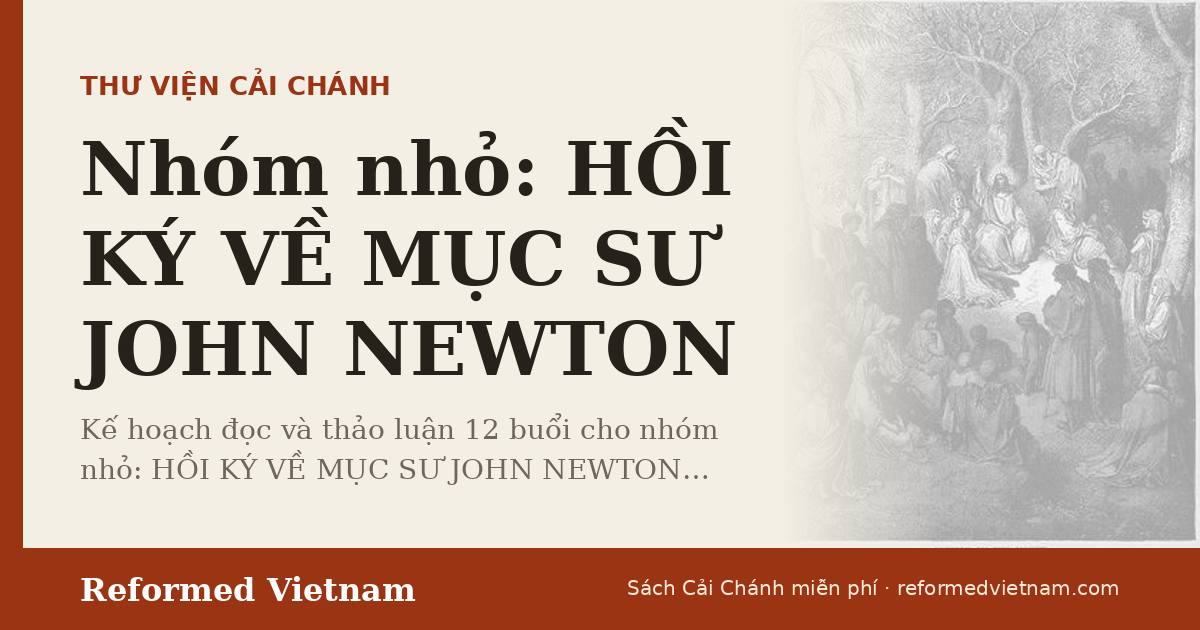 THƯ VIỆN CẢI CHÁNH
Nhóm nhỏ: HỒI
KÝ VỀ MỤC SƯ
JOHN NEWTON
Kế hoạch đọc và thảo luận 12 buổi cho nhóm
nhỏ: HỒI KÝ VỀ MỤC SƯ JOHN NEWTON...
Reformed Vietnam
Sách Cải Chánh miễn phí · reformedvietnam.com